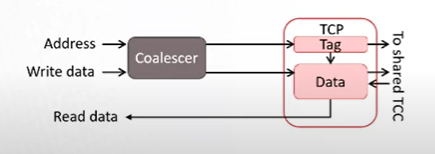 Address
Write data
Coalescer
TCP
Tag
Data
To shared TCC
Read data